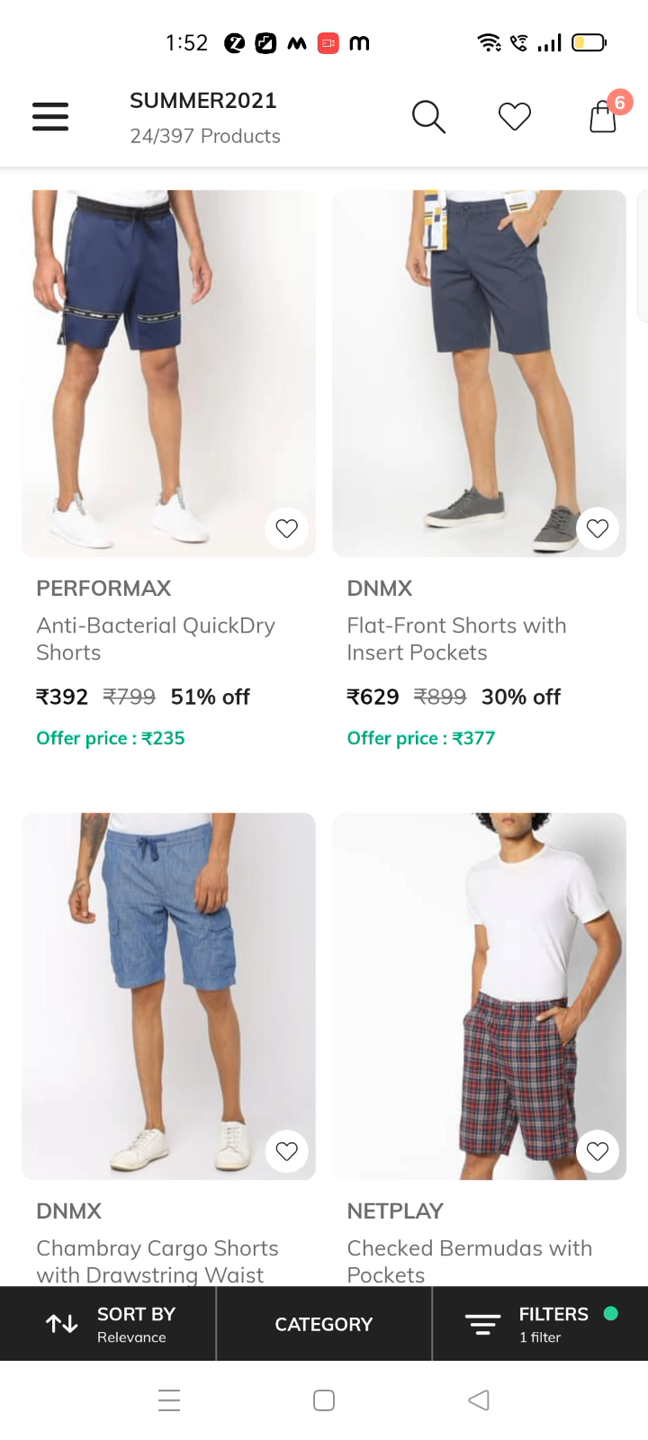 1:52
SUMMER2021
24/397 Products
6
PERFORMAX
Anti-Bacterial QuickDry
Shorts
₹392 ₹799 51% off
Offer price : ₹235
DNMX
Flat-Front Shorts with
Insert Pockets
₹629 ₹899 30% off
Offer price : ₹377
DNMX
Chambray Cargo Shorts
with Drawstring Waist
NETPLAY
Checked Bermudas with
Pockets
SORT BY
Relevance
CATEGORY
FILTERS
1 filter